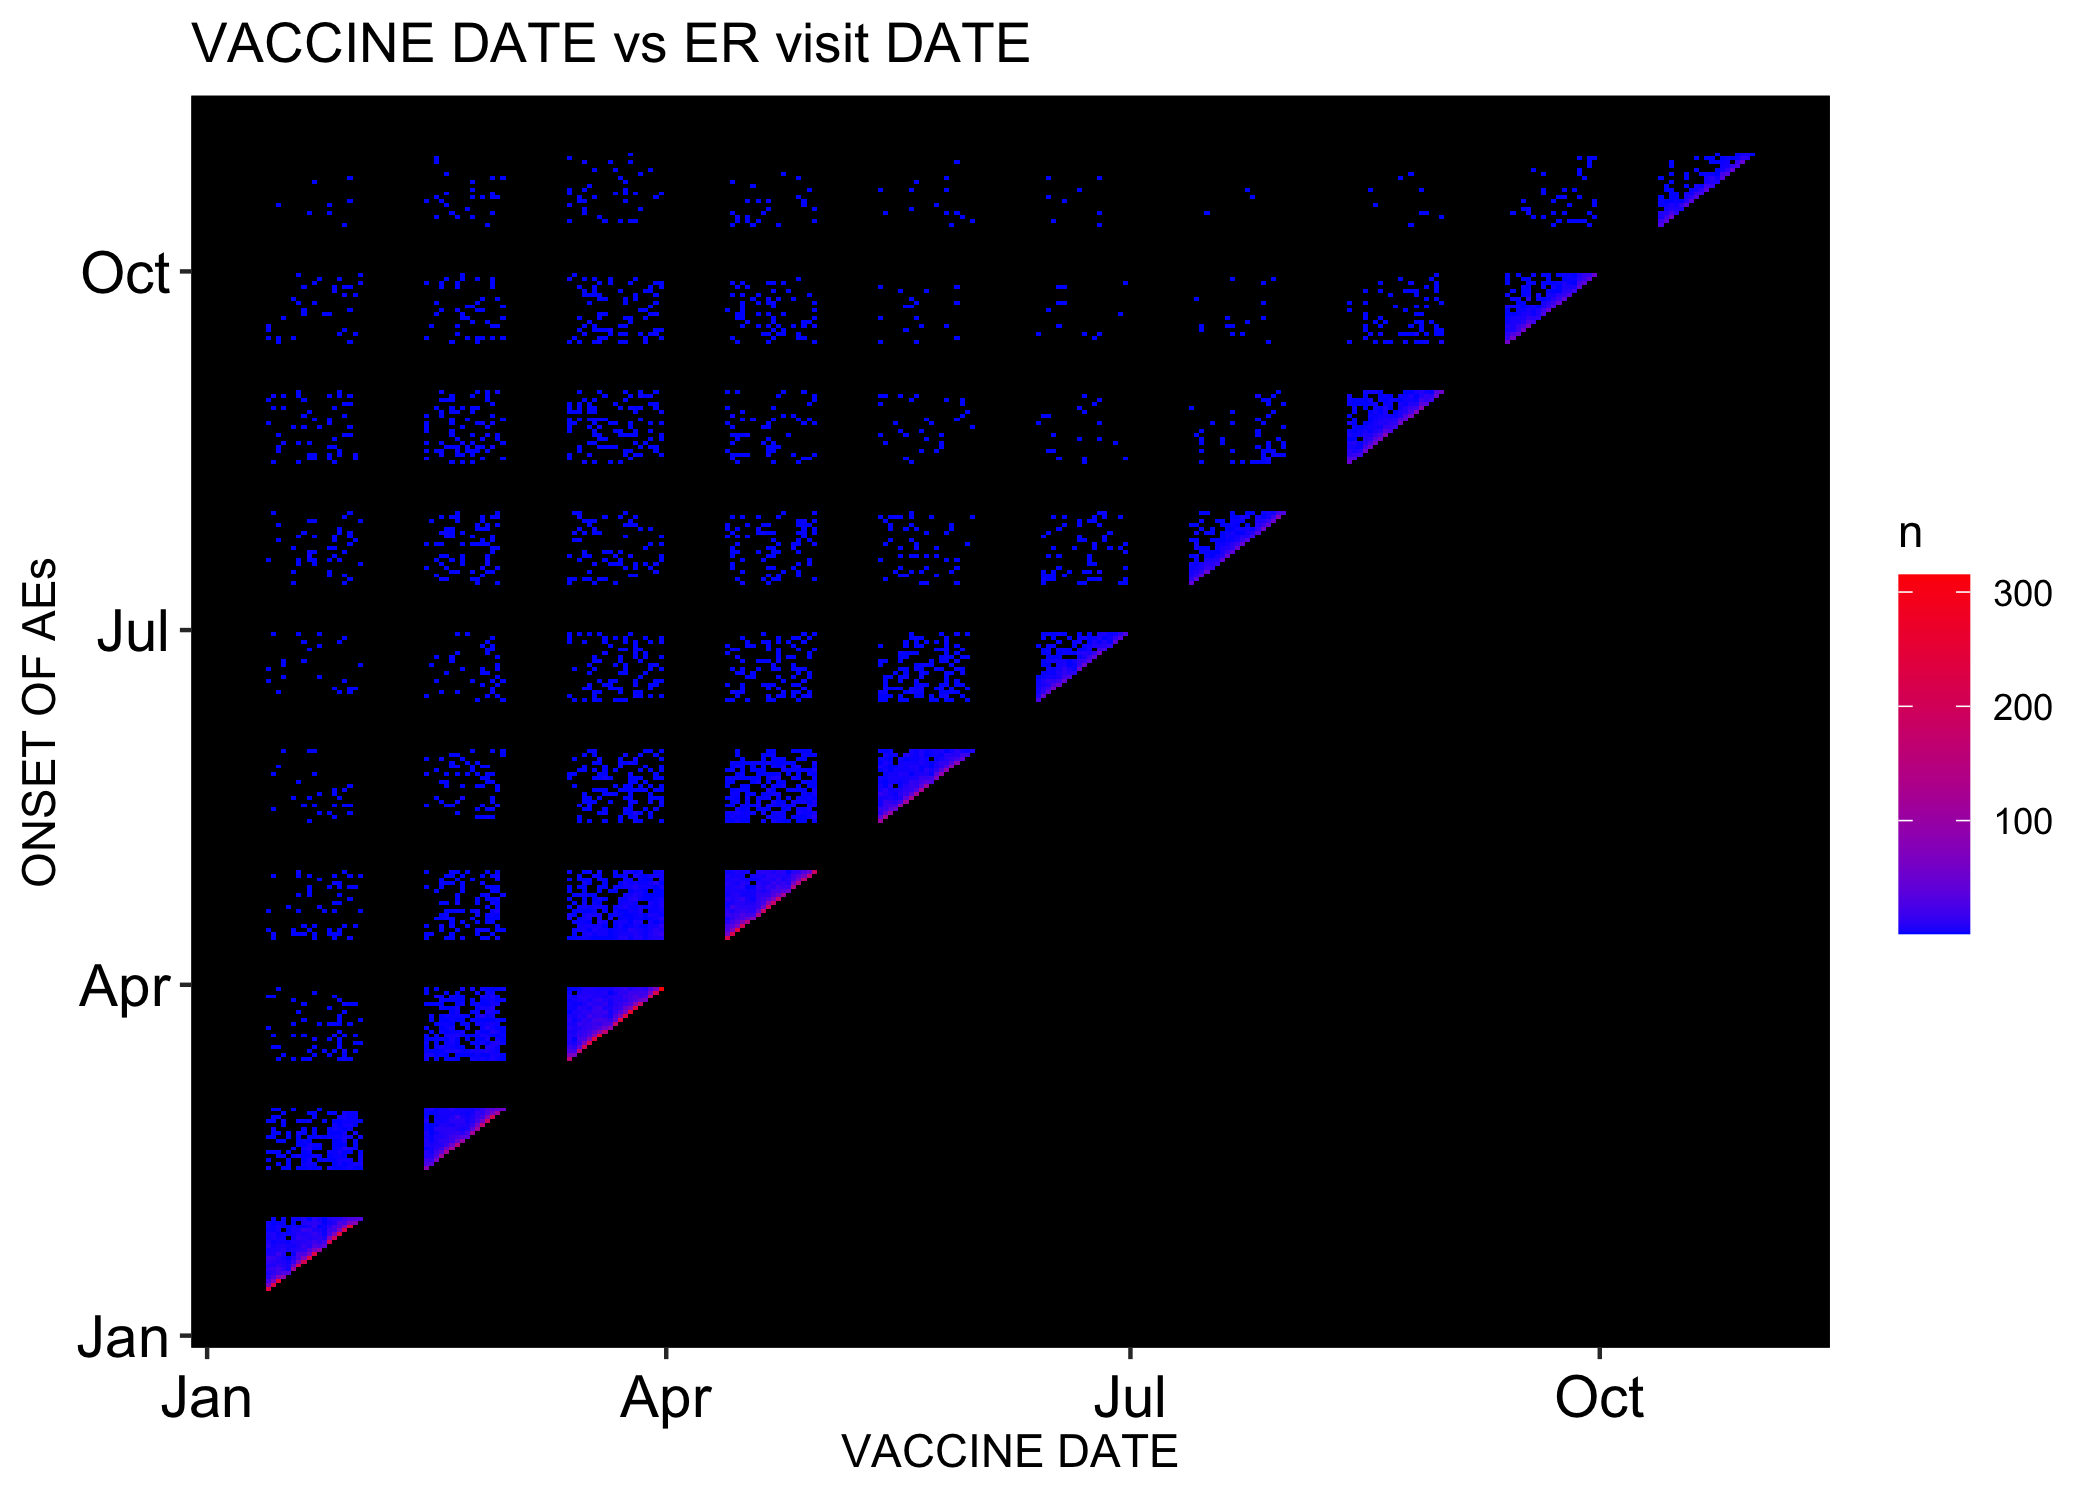 VACCINE DATE vs ER visit DATE
ONSET OF AEs
Oct
Jul
Apr
Jan
Jan
Apr
Jul
Oct
VACCINE DATE
n
300
200
100